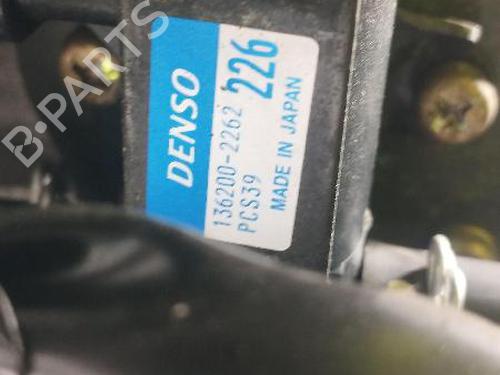 B-PARTS
DENSO
136200-2262
226
PCS39
MADE IN JAPAN